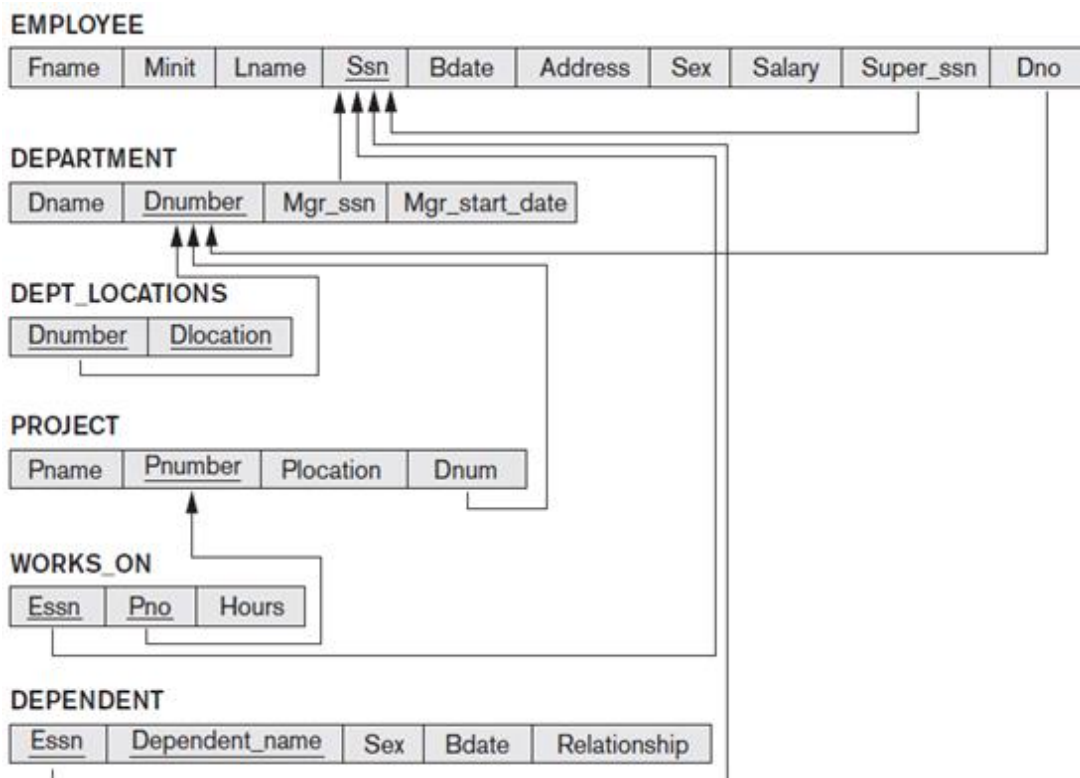 EMPLOYEE
Fname Minit Lname Ssn Bdate Address Sex Salary Super_ssn Dno
DEPARTMENT
Dname Dnumber Mgr_ssn Mgr_start_date
DEPT_LOCATIONS
Dnumber Dlocation
PROJECT
Pname Pnumber Plocation Dnum
WORKS_ON
Essn Pno Hours
DEPENDENT
Essn Dependent_name Sex Bdate Relationship